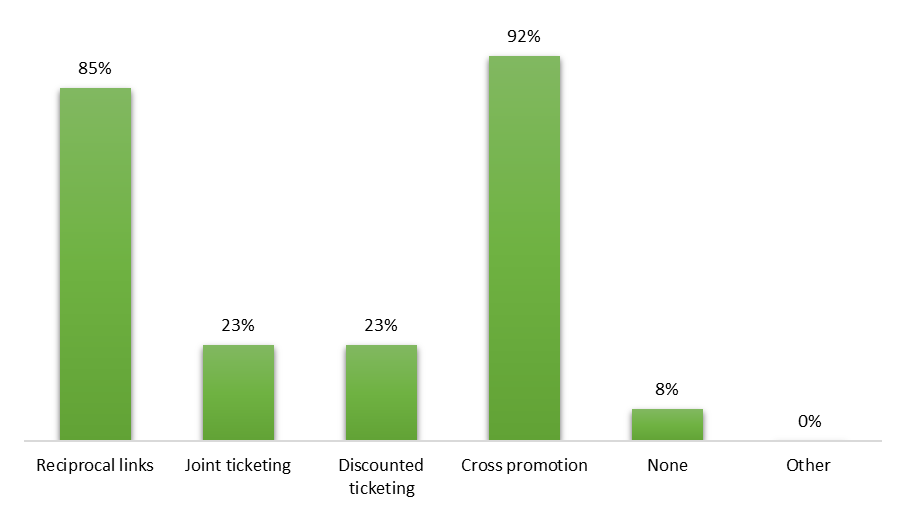 92%
85%
23%
23%
8%
0%
Reciprocal links
Joint ticketing
Discounted
ticketing
Cross promotion
None
Other